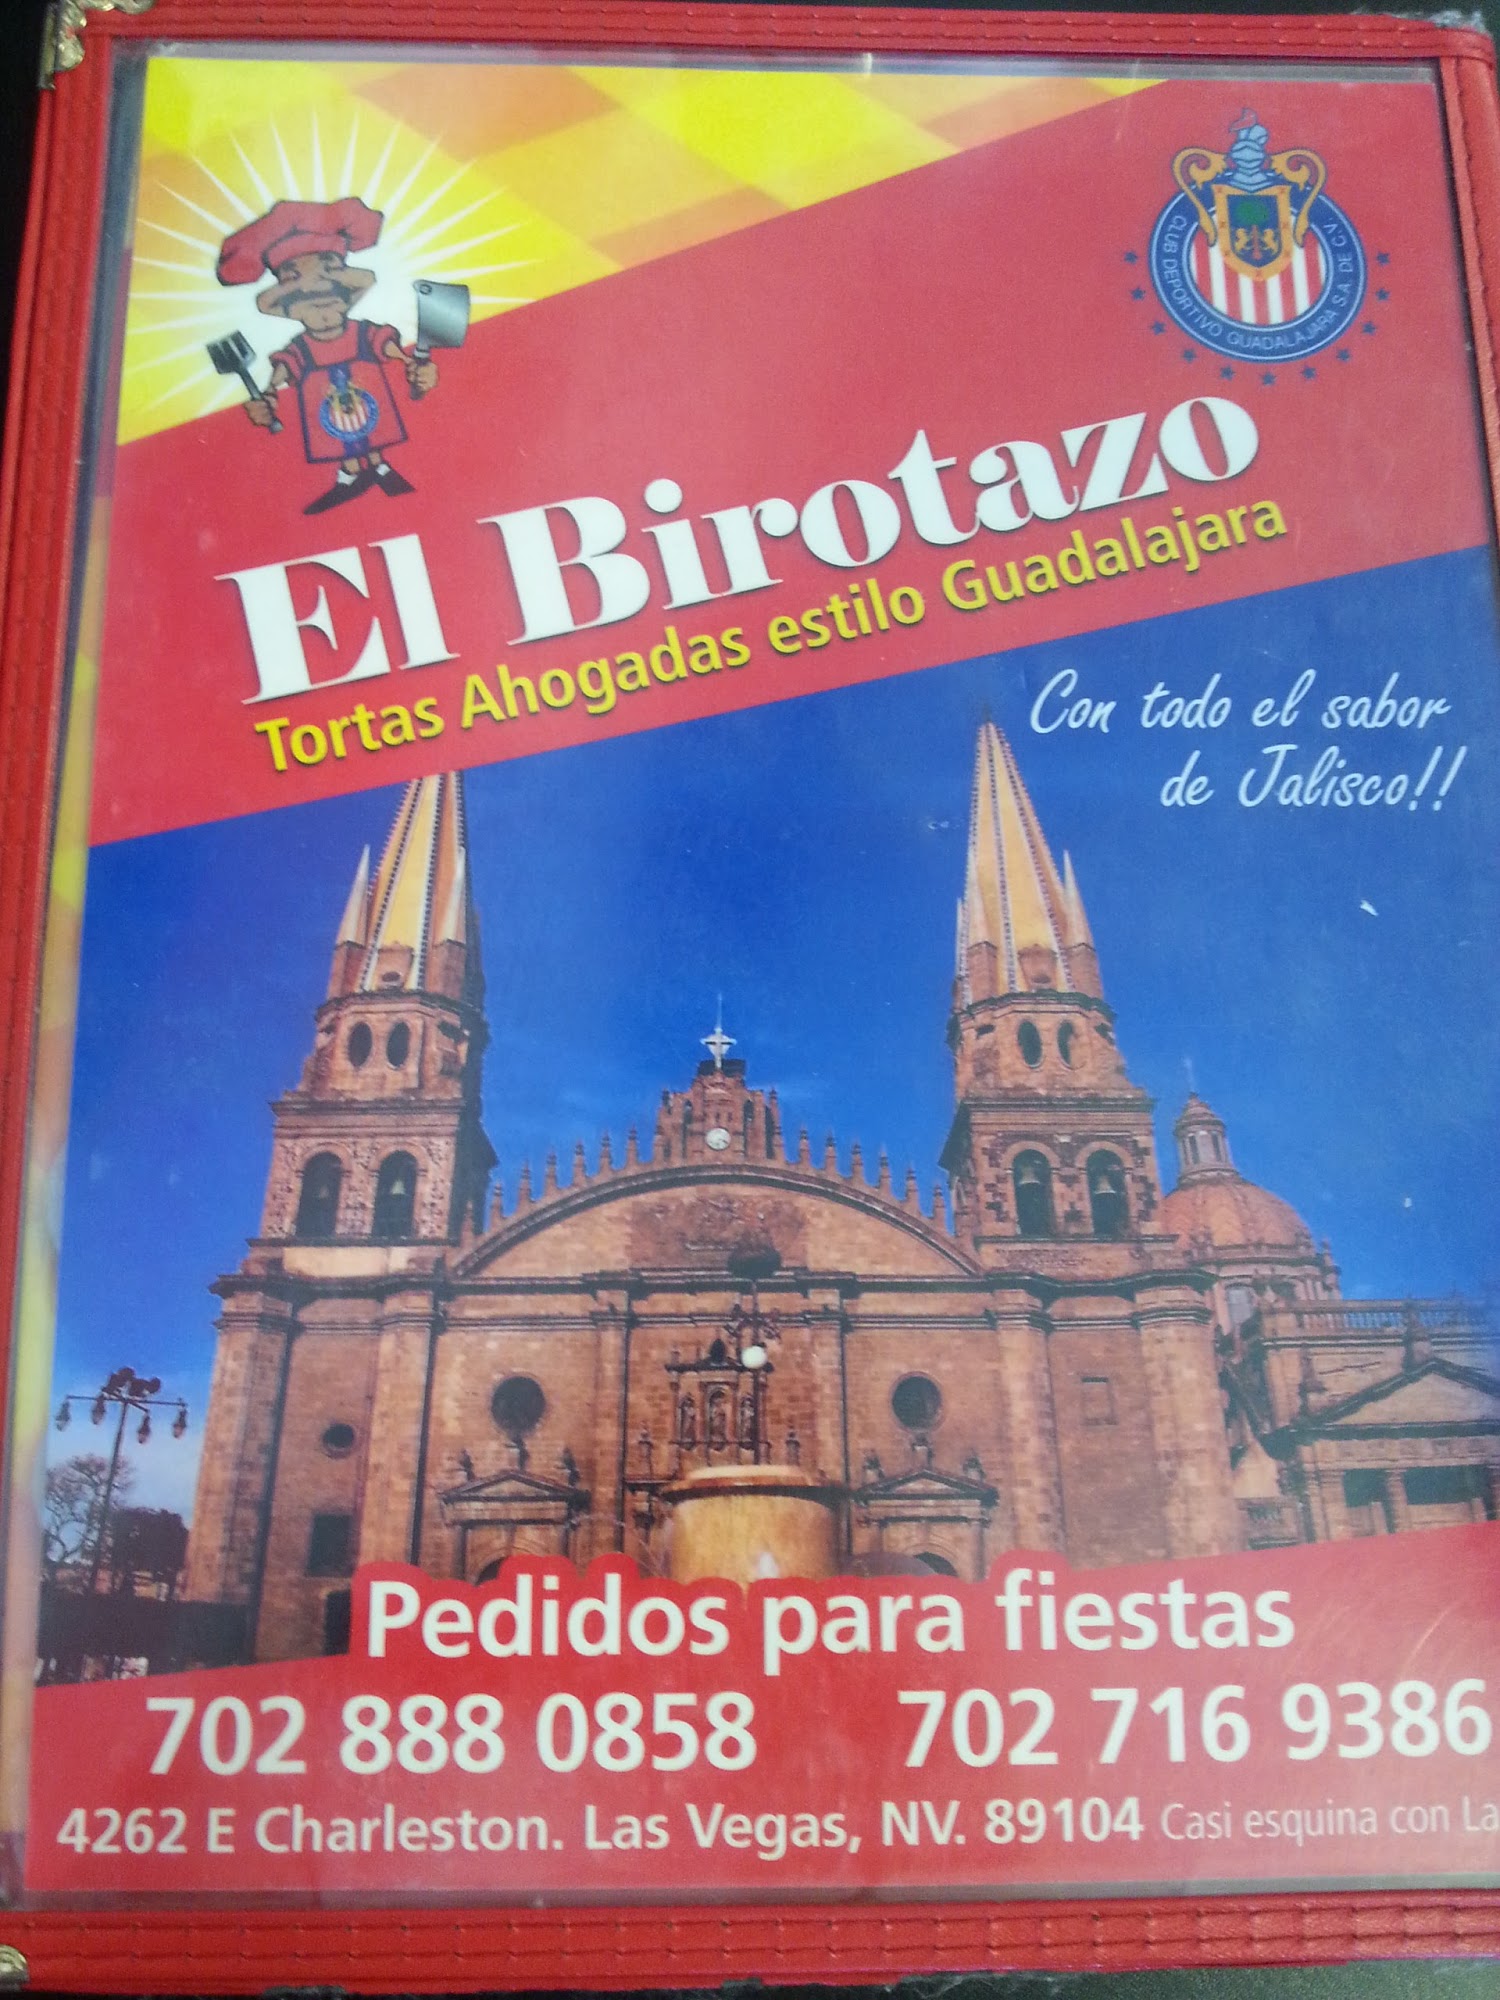 CLUB DEPORTIVO GUADALAJARA S.A. DE C.V.
El Birotazo
Tortas Ahogadas estilo Guadalajara
Con todo el sabor
de Jalisco!!
Pedidos para fiestas
702 888 0858 702 716 9386
4262 E Charleston. Las Vegas, NV. 89104 Casi esquina con La